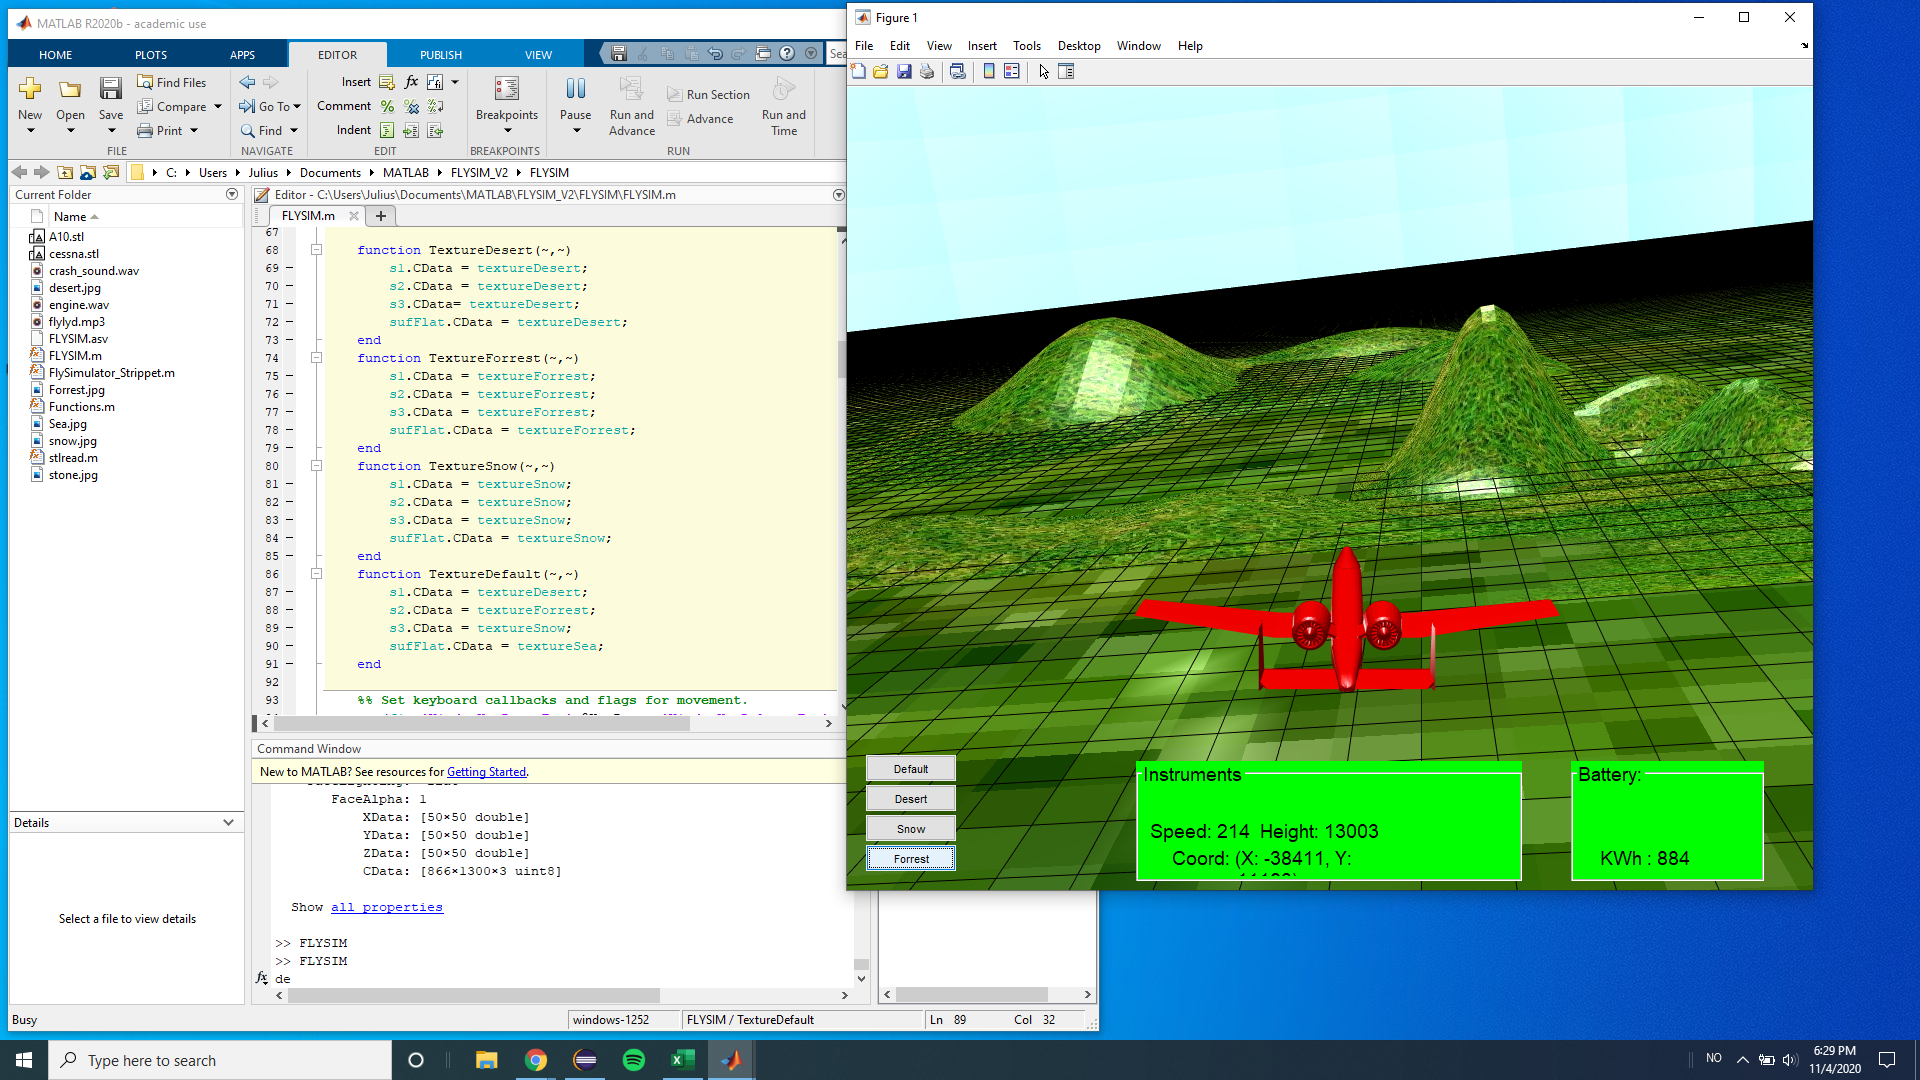 MATLAB R2020b - academic use
HOME PLOTS APPS EDITOR PUBLISH VIEW
Sea
New Open Save
Find Files
Compare
Print
Go To
Find
Insert
Comment
Indent
Breakpoints
Pause
Run and Advance
Run Section
Advance
Run and Time
FILE NAVIGATE EDIT BREAKPOINTS RUN
C: Users Julius Documents MATLAB FLYSIM_V2 FLYSIM
Current Folder
Name
A10.stl
cessna.stl
crash_sound.wav
desert.jpg
engine.wav
flylyd.mp3
FLYSIM.asv
FLYSIM.m
FlySimulator_Strippet.m
Forrest.jpg
Functions.m
Sea.jpg
snow.jpg
stlread.m
stone.jpg
Details
Select a file to view details
Editor - C:\Users\Julius\Documents\MATLAB\FLYSIM_V2\FLYSIM\FLYSIM.m
FLYSIM.m
67
68 function TextureDesert(~,~)
69 s1.CData = textureDesert;
70 s2.CData = textureDesert;
71 s3.CData= textureDesert;
72 sufFlat.CData = textureDesert;
73 end
74 function TextureForrest(~,~)
75 s1.CData = textureForrest;
76 s2.CData = textureForrest;
77 s3.CData = textureForrest;
78 sufFlat.CData = textureForrest;
79 end
80 function TextureSnow(~,~)
81 s1.CData = textureSnow;
82 s2.CData = textureSnow;
83 s3.CData = textureSnow;
84 sufFlat.CData = textureSnow;
85 end
86 function TextureDefault(~,~)
87 s1.CData = textureDesert;
88 s2.CData = textureForrest;
89 s3.CData = textureSnow;
90 sufFlat.CData = textureSea;
91 end
92
93 %% Set keyboard callbacks and flags for movement.
Command Window
New to MATLAB? See resources for Getting Started.
FaceAlpha: 1
XData: [50×50 double]
YData: [50×50 double]
ZData: [50×50 double]
CData: [866×1300×3 uint8]
Show all properties
>> FLYSIM
>> FLYSIM
fx de
Busy
windows-1252
FLYSIM / TextureDefault
Ln 89 Col 32
Figure 1
File Edit View Insert Tools Desktop Window Help
Default
Desert
Snow
Forrest
Instruments
Speed: 214 Height: 13003
Coord: (X: -38411, Y:
Battery:
KWh : 884
Type here to search
NO
6:29 PM
11/4/2020